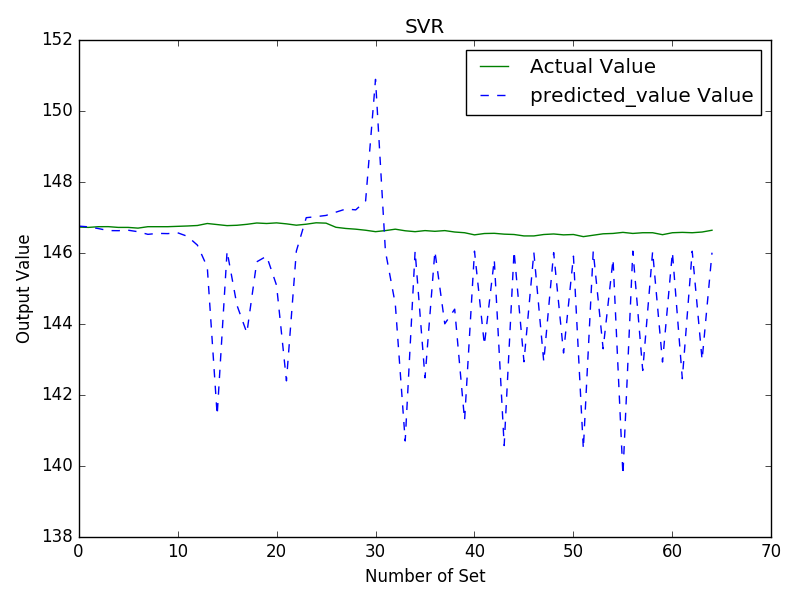 SVR
Actual Value
predicted_value Value
Output Value
152
150
148
146
144
142
140
138
0 10 20 30 40 50 60 70
Number of Set